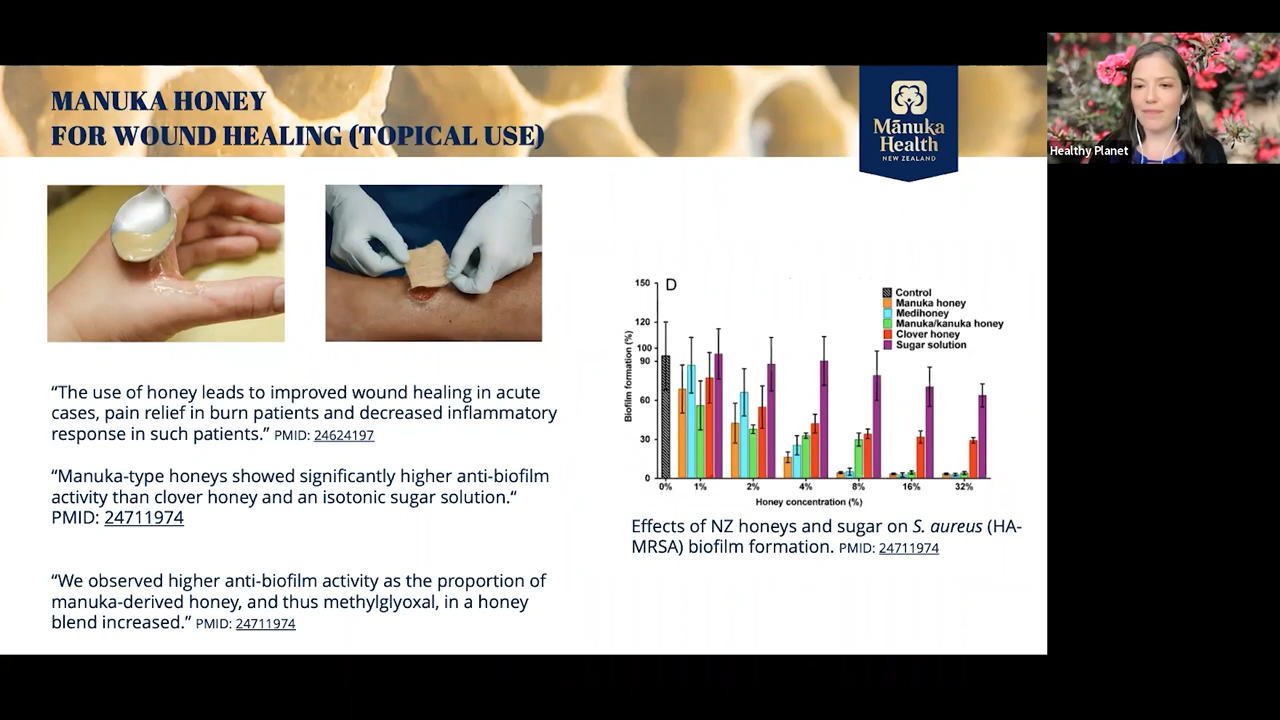 MANUKA HONEY
FOR WOUND HEALING (TOPICAL USE)
Mānuka
Health
NEW ZEALAND
Healthy Planet
“The use of honey leads to improved wound healing in acute
cases, pain relief in burn patients and decreased inflammatory
response in such patients.” PMID: 24624197
“Manuka-type honeys showed significantly higher anti-biofilm
activity than clover honey and an isotonic sugar solution.“
PMID: 24711974
“We observed higher anti-biofilm activity as the proportion of
manuka-derived honey, and thus methylglyoxal, in a honey
blend increased.” PMID: 24711974
D
Control
Manuka honey
Medihoney
Manuka/kanuka honey
Clover honey
Sugar solution
Biofilm formation (%)
150
120
100
90
60
30
0
0% 1% 2% 4% 8% 16% 32%
Honey concentration (%)
Effects of NZ honeys and sugar on S. aureus (HA-
MRSA) biofilm formation. PMID: 24711974